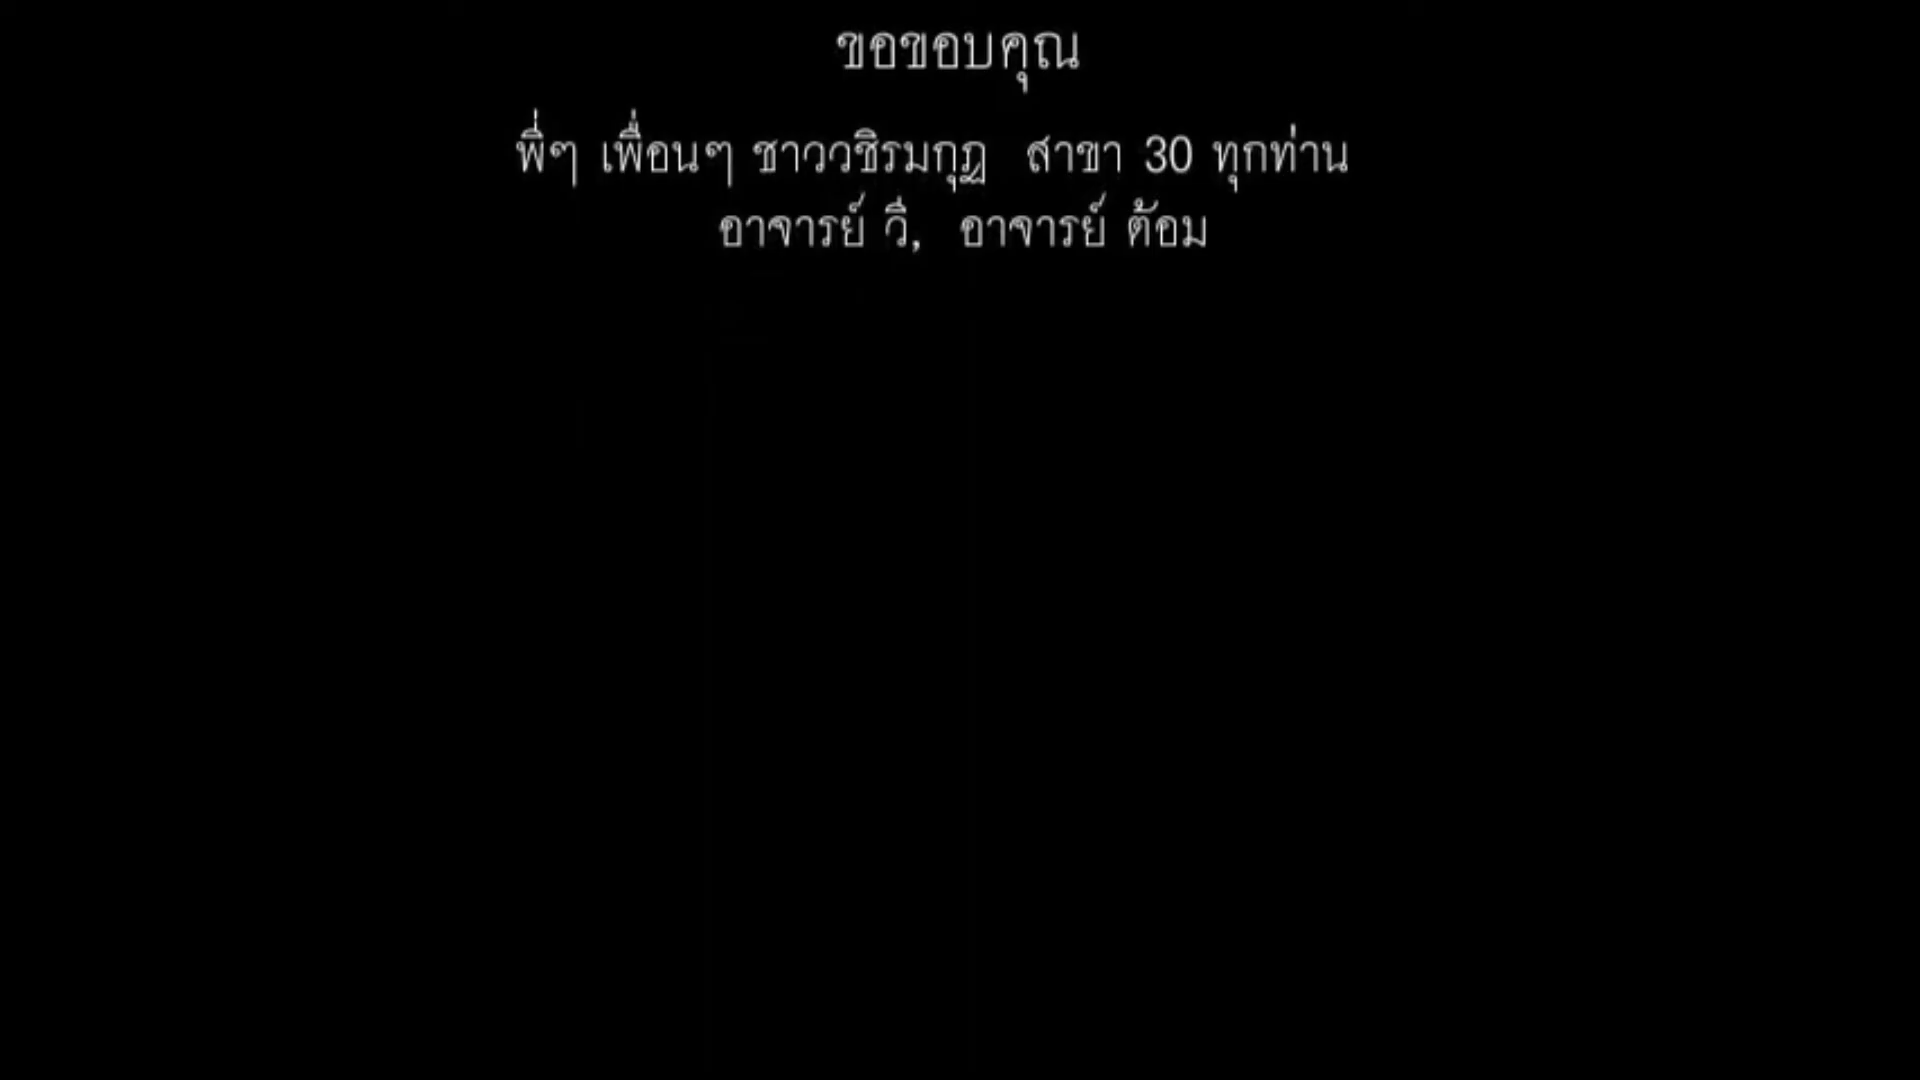 ขอขอบคุณ
พี่ๆ เพื่อนๆ ชาววชิรมกุฏ สาขา 30 ทุกท่าน
อาจารย์ วี, อาจารย์ ต้อม